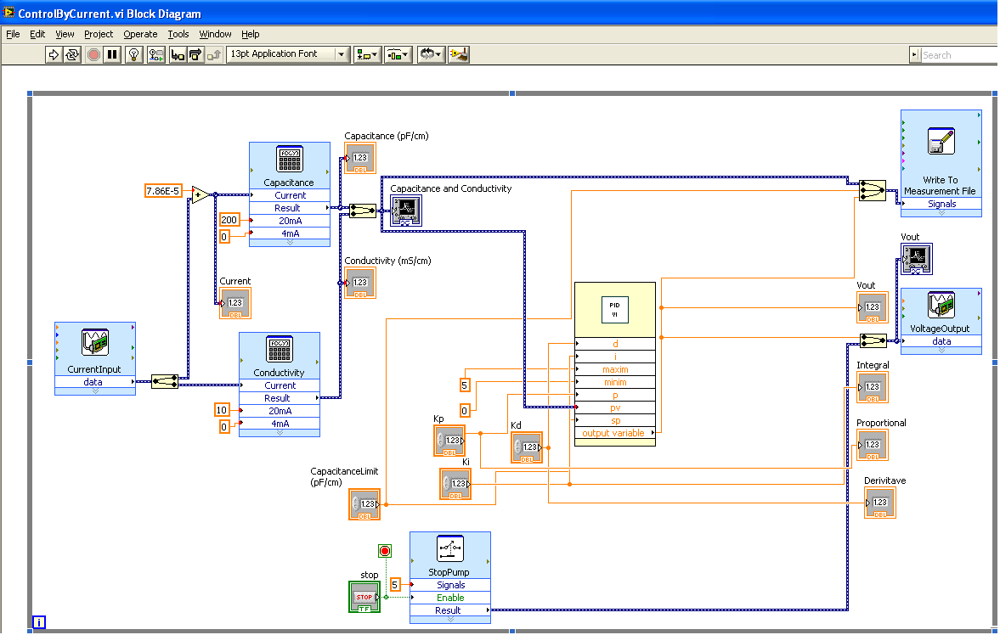 ControlByCurrent.vi Block Diagram
File Edit View Project Operate Tools Window Help
13pt Application Font
Search
Capacitance (pF/cm)
1.23
DBL
7.86E-5
+
f(x,y)
Capacitance
Current
Result
20mA
4mA
200
0
Capacitance and Conductivity
Write To
Measurement File
Signals
Conductivity (mS/cm)
1.23
DBL
Current
1.23
DBL
Vout
PID
VI
d
i
maxim
minim
p
pv
sp
output variable
Vout
1.23
DBL
VoltageOutput
data
CurrentInput
data
f(x,y)
Conductivity
Current
Result
20mA
4mA
10
0
5
0
Integral
1.23
DBL
Kp
1.23
DBL
Kd
1.23
DBL
Proportional
1.23
DBL
Ki
1.23
DBL
CapacitanceLimit
(pF/cm)
1.23
DBL
Derivitave
1.23
DBL
stop
STOP
TF
5
StopPump
Signals
Enable
Result
i